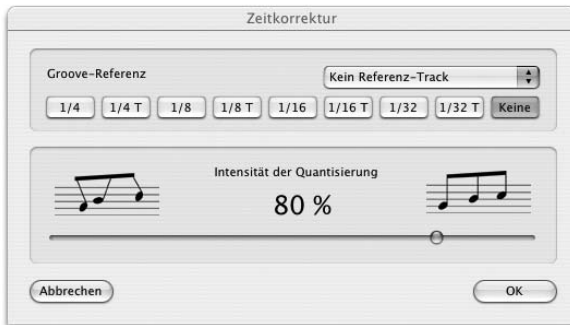 Zeitkorrektur
Groove-Referenz
Kein Referenz-Track
1/4 1/4 T 1/8 1/8 T 1/16 1/16 T 1/32 1/32 T Keine
Intensität der Quantisierung
80 %
Abbrechen OK